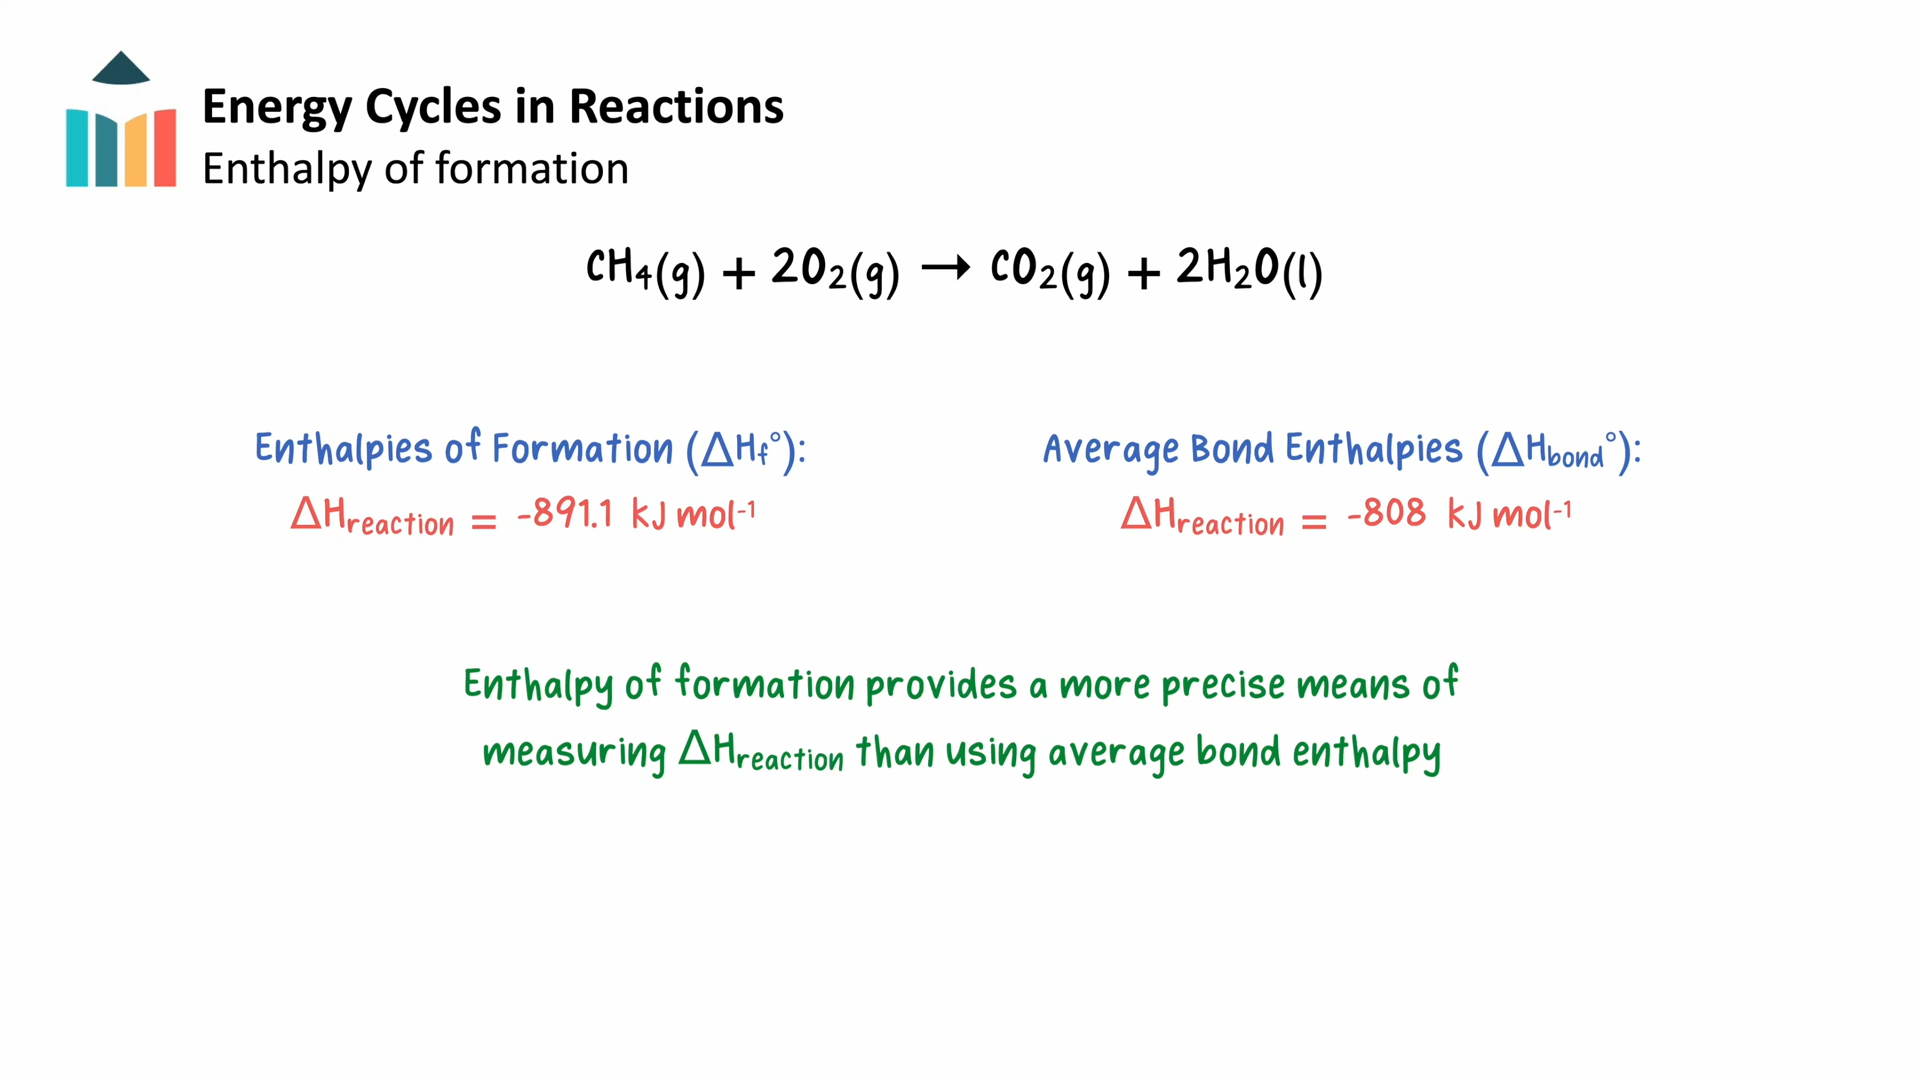 Energy Cycles in Reactions
Enthalpy of formation
CH₄(g) + 2O₂(g) → CO₂(g) + 2H₂O(l)
Enthalpies of Formation (ΔHf°):
ΔHreaction = -891.1 kJ mol⁻¹
Average Bond Enthalpies (ΔHbond°):
ΔHreaction = -808 kJ mol⁻¹
Enthalpy of formation provides a more precise means of
measuring ΔHreaction than using average bond enthalpy